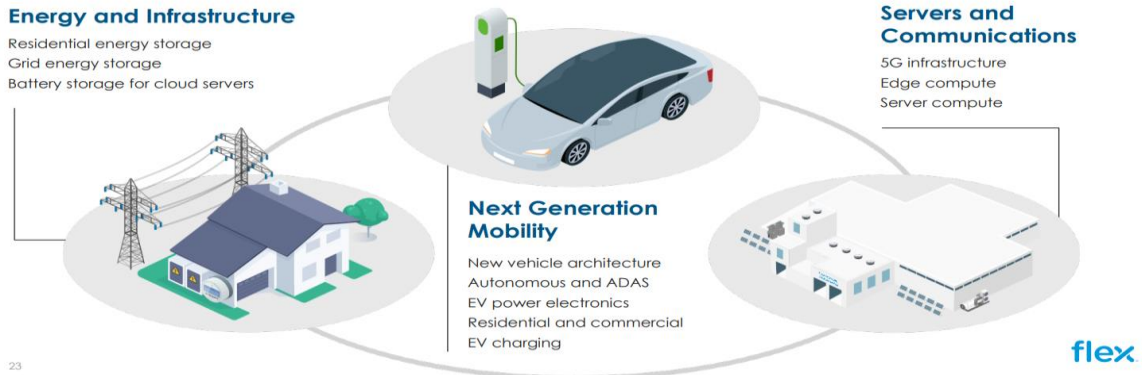 Energy and Infrastructure
Residential energy storage
Grid energy storage
Battery storage for cloud servers
Servers and
Communications
5G infrastructure
Edge compute
Server compute
Next Generation
Mobility
New vehicle architecture
Autonomous and ADAS
EV power electronics
Residential and commercial
EV charging
23
flex